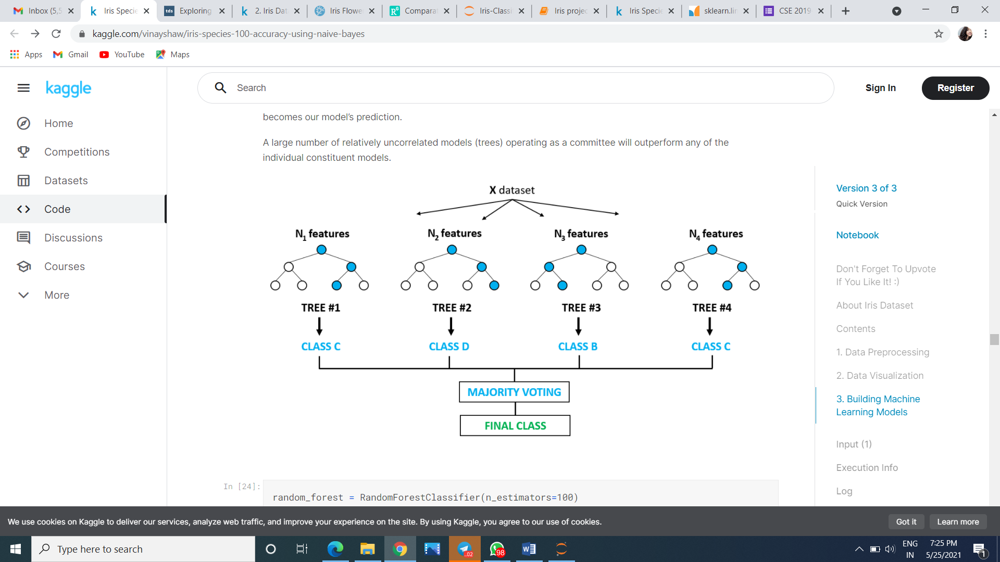 Inbox (5,5
Iris Specie
Exploring
2. Iris Dat
Iris Flowe
Compara
Iris-Classi
Iris projec
Iris Specie
sklearn.lin
CSE 2019
kaggle.com/vinayshaw/iris-species-100-accuracy-using-naive-bayes
Apps
Gmail
YouTube
Maps
kaggle
Search
Sign In
Register
Home
Competitions
Datasets
Code
Discussions
Courses
More
becomes our model's prediction.
A large number of relatively uncorrelated models (trees) operating as a committee will outperform any of the
individual constituent models.
X dataset
N1 features
N2 features
N3 features
N4 features
TREE #1
TREE #2
TREE #3
TREE #4
CLASS C
CLASS D
CLASS B
CLASS C
MAJORITY VOTING
FINAL CLASS
In [24]:
random_forest = RandomForestClassifier(n_estimators=100)
Version 3 of 3
Quick Version
Notebook
Don't Forget To Upvote
If You Like It! :)
About Iris Dataset
Contents
1. Data Preprocessing
2. Data Visualization
3. Building Machine
Learning Models
Input (1)
Execution Info
Log
We use cookies on Kaggle to deliver our services, analyze web traffic, and improve your experience on the site. By using Kaggle, you agree to our use of cookies.
Got it
Learn more
Type here to search
..02
98
ENG
IN
7:25 PM
5/25/2021
1